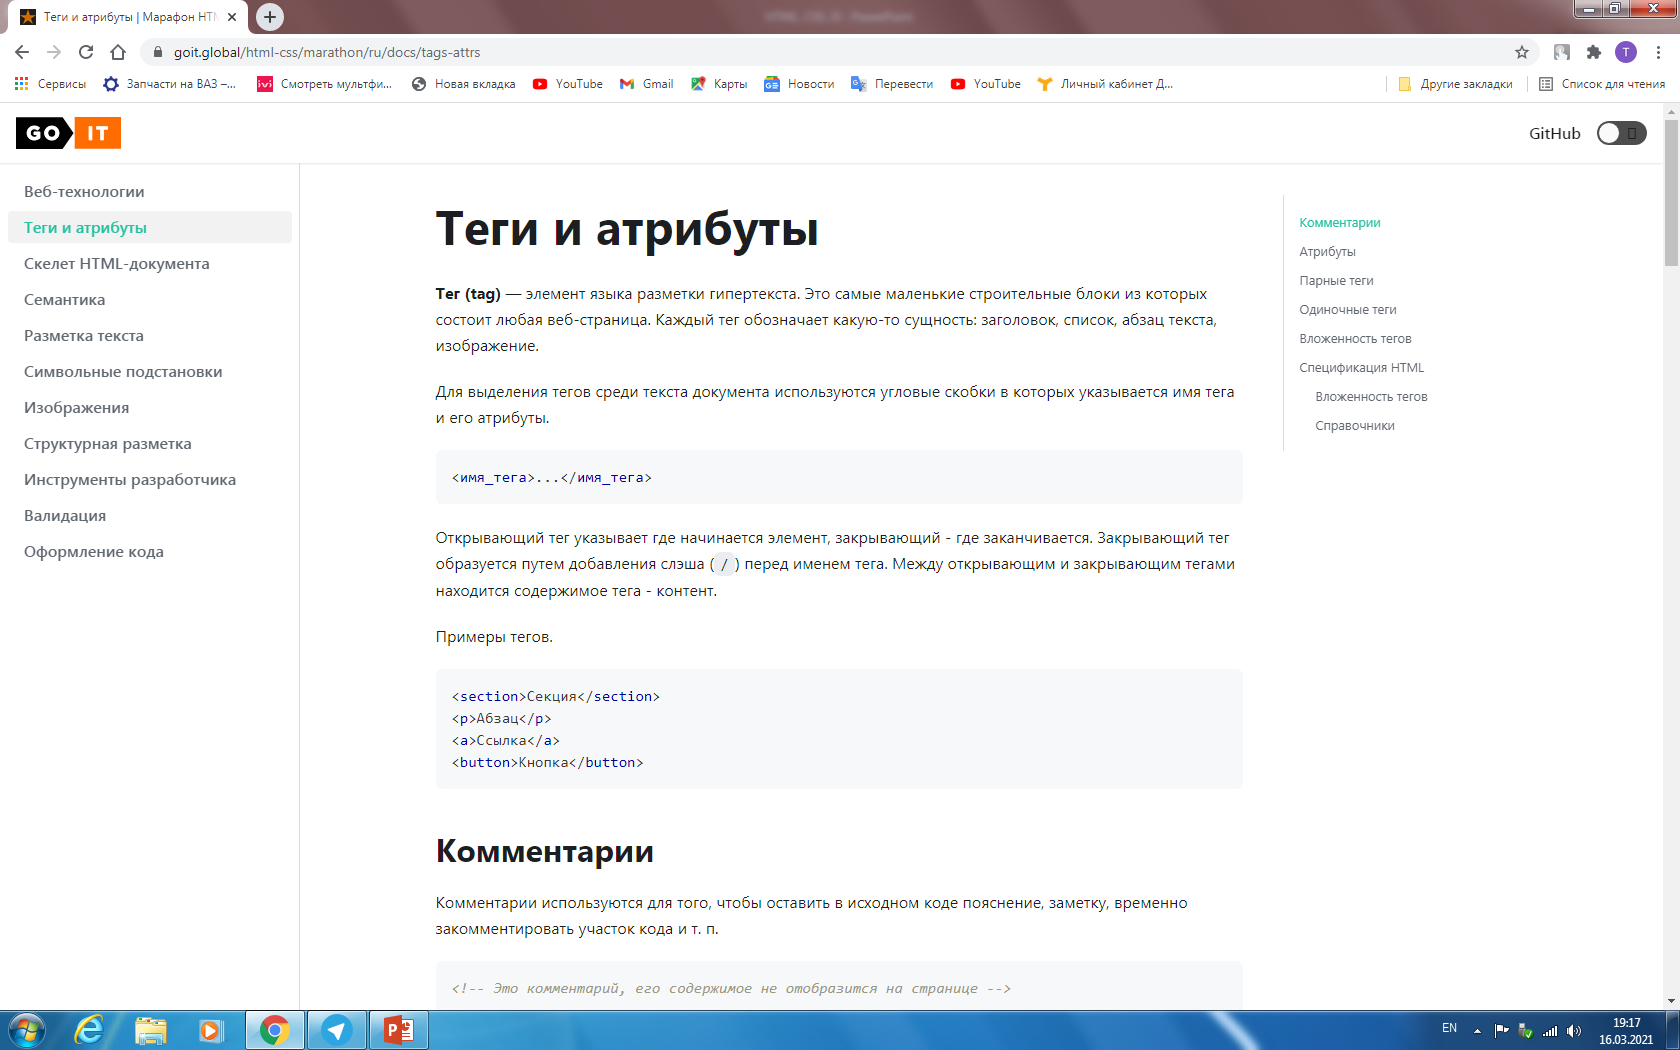 Теги и атрибуты | Марафон HTM
goit.global/html-css/marathon/ru/docs/tags-attrs
T
Сервисы
Запчасти на ВАЗ –...
ivi
Смотреть мультфи...
Новая вкладка
YouTube
Gmail
Карты
Новости
Перевести
YouTube
Личный кабинет Д...
Другие закладки
Список для чтения
GO IT
GitHub
Веб-технологии
Теги и атрибуты
Скелет HTML-документа
Семантика
Разметка текста
Символьные подстановки
Изображения
Структурная разметка
Инструменты разработчика
Валидация
Оформление кода
Теги и атрибуты
Тег (tag) — элемент языка разметки гипертекста. Это самые маленькие строительные блоки из которых
состоит любая веб-страница. Каждый тег обозначает какую-то сущность: заголовок, список, абзац текста,
изображение.
Для выделения тегов среди текста документа используются угловые скобки в которых указывается имя тега
и его атрибуты.
<имя_тега>...</имя_тега>
Открывающий тег указывает где начинается элемент, закрывающий - где заканчивается. Закрывающий тег
образуется путем добавления слэша ( / ) перед именем тега. Между открывающим и закрывающим тегами
находится содержимое тега - контент.
Примеры тегов.
<section>Секция</section>
<p>Абзац</p>
<a>Ссылка</a>
<button>Кнопка</button>
Комментарии
Комментарии используются для того, чтобы оставить в исходном коде пояснение, заметку, временно
закомментировать участок кода и т. п.
<!-- Это комментарий, его содержимое не отобразится на странице -->
Комментарии
Атрибуты
Парные теги
Одиночные теги
Вложенность тегов
Спецификация HTML
Вложенность тегов
Справочники
EN
19:17
16.03.2021